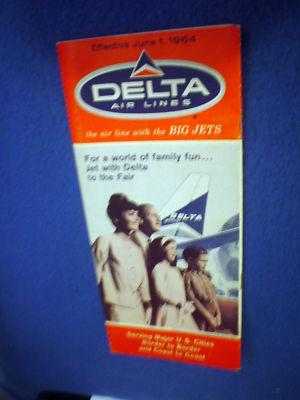 Effective June 1, 1964
DELTA
AIR LINES
the air line with the BIG JETS
For a world of family fun...
Jet with Delta
to the Fair
DELTA
Serving Major U.S. Cities
Border to Border
and Coast to Coast